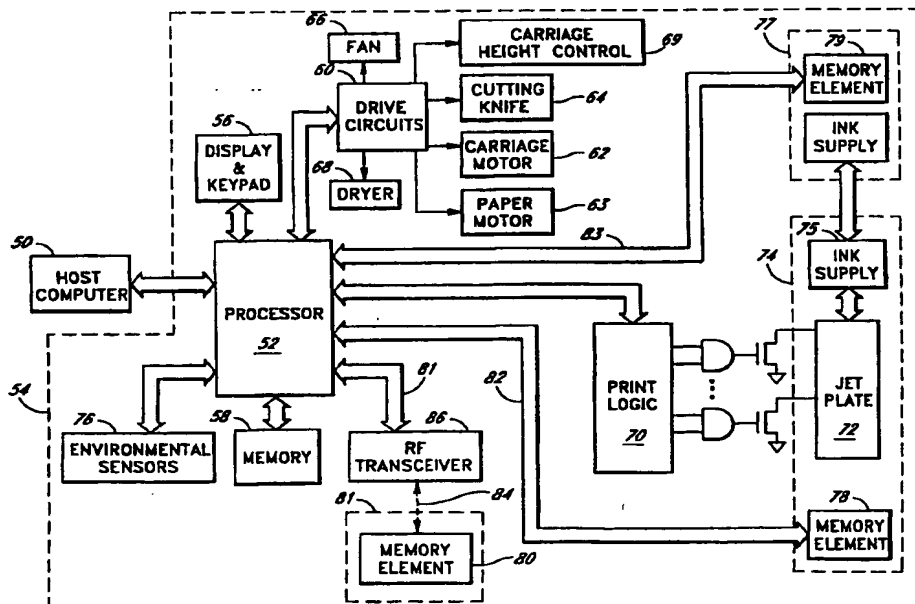 66
FAN
60
CARRIAGE
HEIGHT CONTROL
69
77
79
MEMORY
ELEMENT
INK
SUPPLY
56
DISPLAY
&
KEYPAD
DRIVE
CIRCUITS
CUTTING
KNIFE
64
CARRIAGE
MOTOR
62
68
DRYER
PAPER
MOTOR
63
83
50
HOST
COMPUTER
PROCESSOR
52
74
75
INK
SUPPLY
54
76
ENVIRONMENTAL
SENSORS
58
MEMORY
81
86
RF
TRANSCEIVER
82
PRINT
LOGIC
70
JET
PLATE
72
84
81
MEMORY
ELEMENT
80
78
MEMORY
ELEMENT